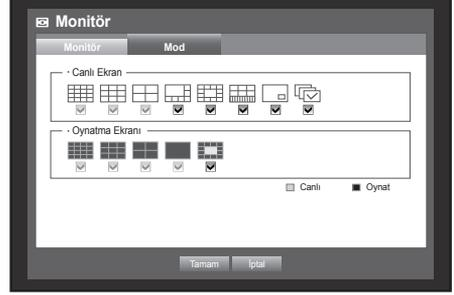 Monitör
Monitör Mod
· Canlı Ekran
· Oynatma Ekranı
Canlı Oynat
Tamam İptal